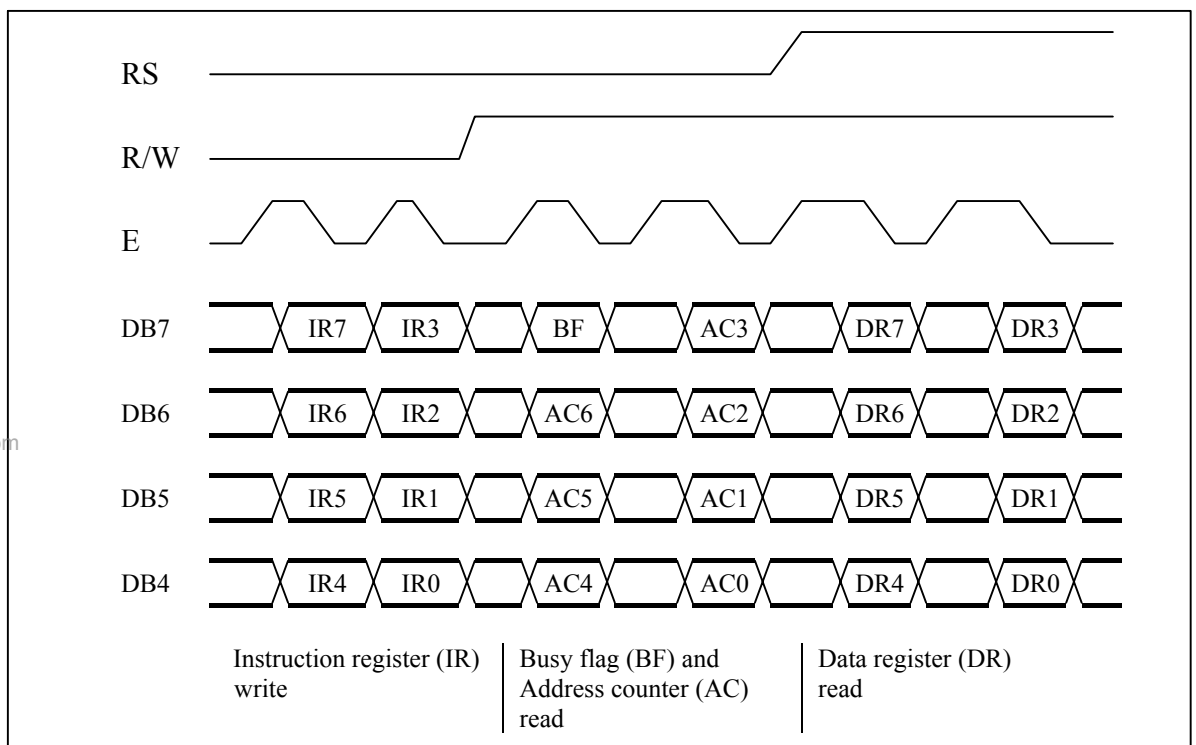 RS
R/W
E
DB7 IR7 IR3 BF AC3 DR7 DR3
DB6 IR6 IR2 AC6 AC2 DR6 DR2
om
DB5 IR5 IR1 AC5 AC1 DR5 DR1
DB4 IR4 IR0 AC4 AC0 DR4 DR0
Instruction register (IR)
write
Busy flag (BF) and
Address counter (AC)
read
Data register (DR)
read